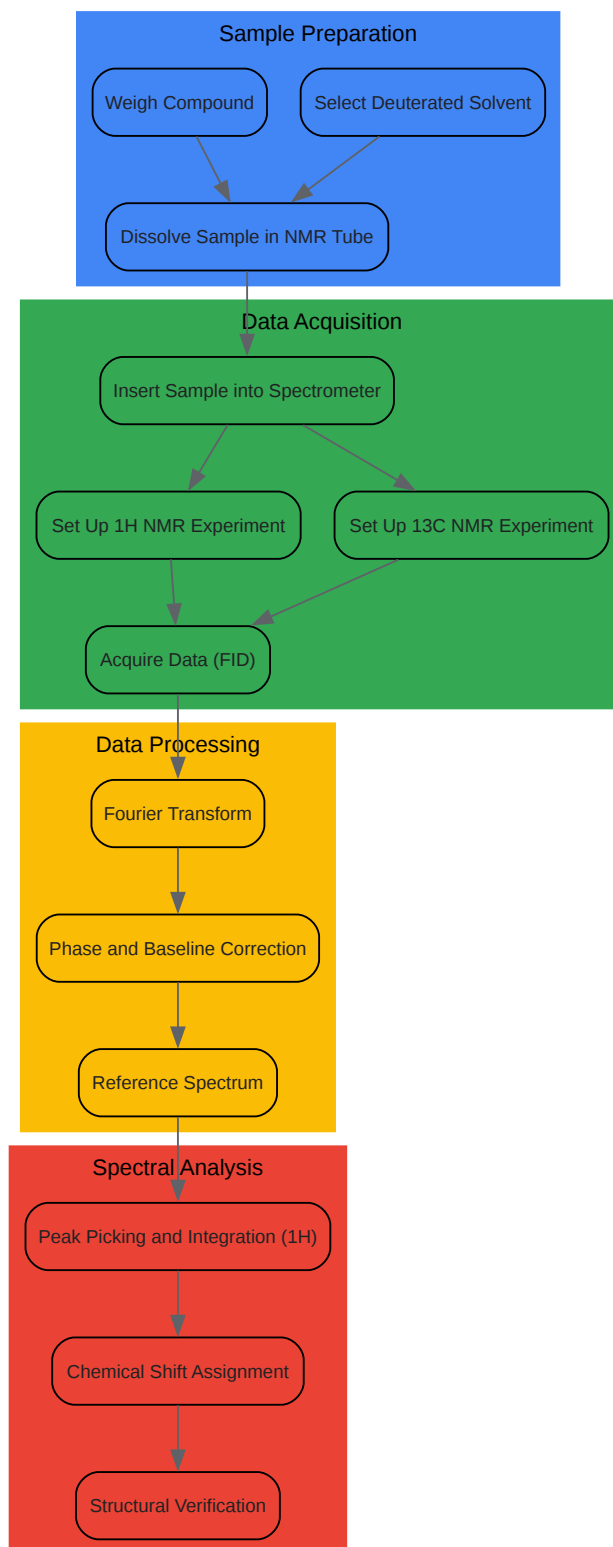 Sample Preparation
Weigh Compound
Select Deuterated Solvent
Dissolve Sample in NMR Tube
Data Acquisition
Insert Sample into Spectrometer
Set Up 1H NMR Experiment
Set Up 13C NMR Experiment
Acquire Data (FID)
Data Processing
Fourier Transform
Phase and Baseline Correction
Reference Spectrum
Spectral Analysis
Peak Picking and Integration (1H)
Chemical Shift Assignment
Structural Verification